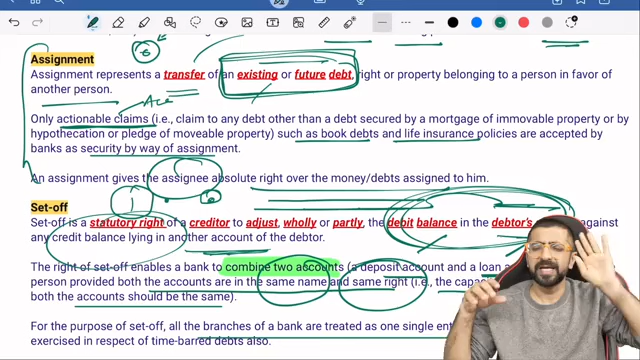 Assignment
Assignment represents a transfer of an existing or future debt, right or property belonging to a person in favor of
another person.
Only actionable claims (i.e., claim to any debt other than a debt secured by a mortgage of immovable property or by
hypothecation or pledge of moveable property) such as book debts and life insurance policies are accepted by
banks as security by way of assignment.
An assignment gives the assignee absolute right over the money/debts assigned to him.
Set-off
Set-off is a statutory right of a creditor to adjust, wholly or partly, the debit balance in the debtor's against
any credit balance lying in another account of the debtor.
The right of set-off enables a bank to combine two accounts (a deposit account and a loan
person provided both the accounts are in the same name and same right (i.e., the
both the accounts should be the same).
For the purpose of set-off, all the branches of a bank are treated as one single
exercised in respect of time-barred debts also.